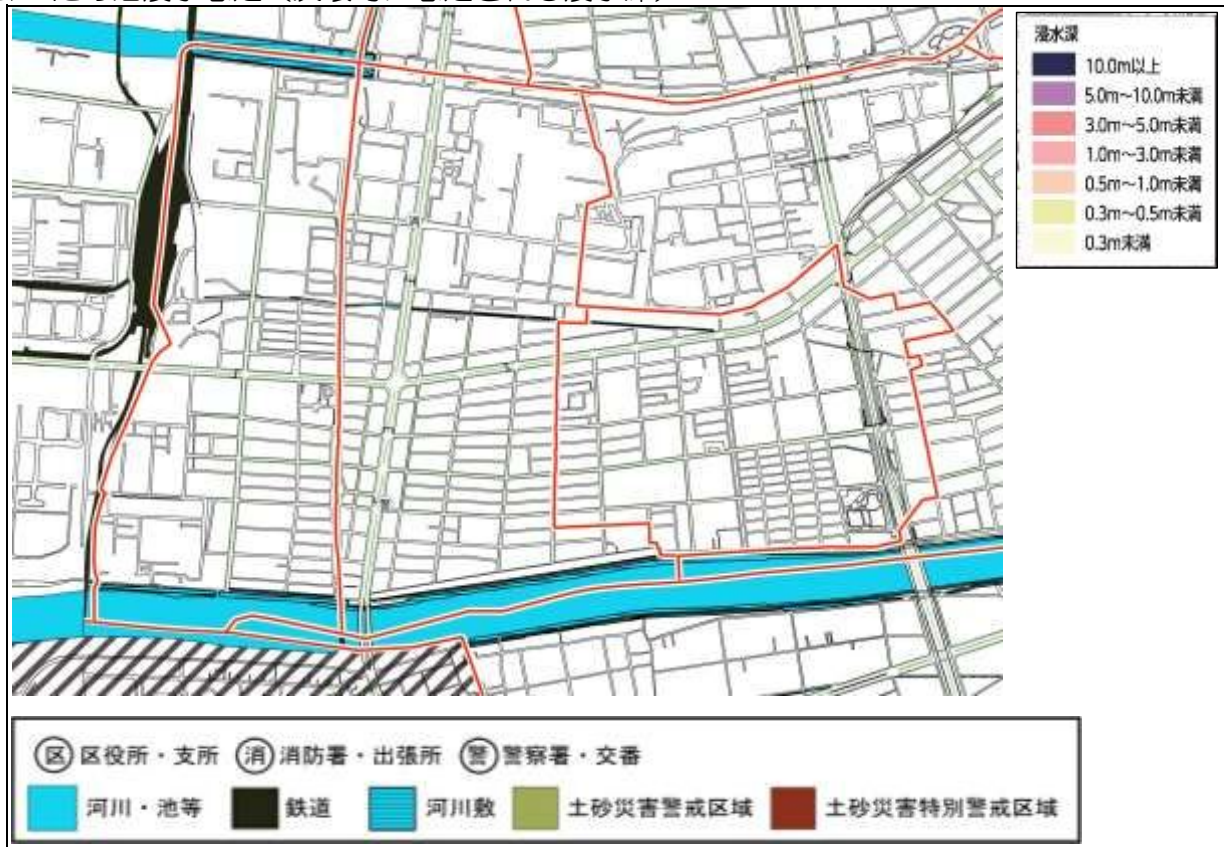 浸水深
10.0m以上
5.0m～10.0m未満
3.0m～5.0m未満
1.0m～3.0m未満
0.5m～1.0m未満
0.3m～0.5m未満
0.3m未満
区 区役所・支所 消 消防署・出張所 警 警察署・交番
河川・池等 鉄道 河川敷 土砂災害警戒区域 土砂災害特別警戒区域